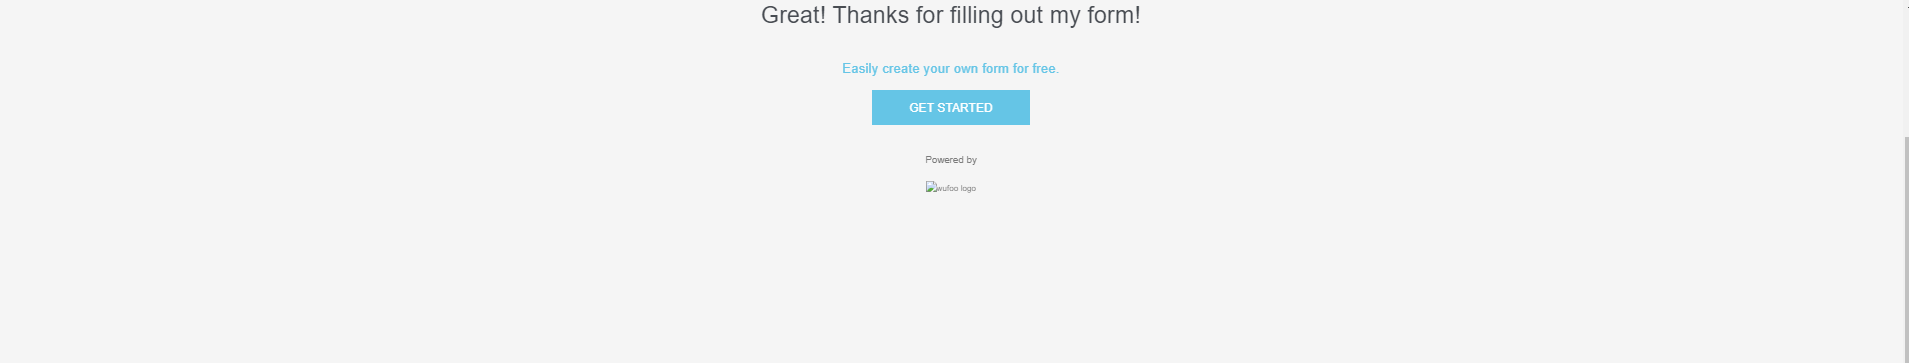 Great! Thanks for filling out my form!
Easily create your own form for free.
GET STARTED
Powered by
wufoo logo